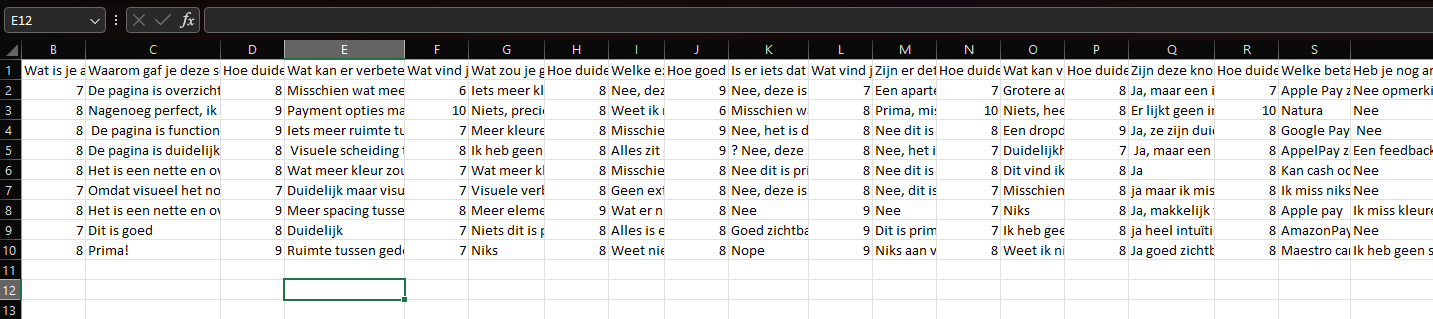 E12 fx
B C D E F G H I J K L M N O P Q R S
1 Wat is je a Waarom gaf je deze s Hoe duide Wat kan er verbete Wat vind j Wat zou je g Hoe duide Welke ex Hoe goed Is er iets dat Wat vind j Zijn er det Hoe duide Wat kan v Hoe duide Zijn deze kno Hoe duide Welke beta Heb je nog an
2 7 De pagina is overzicht 8 Misschien wat mee 6 Iets meer kl 8 Nee, dez 9 Nee, deze is 7 Een aparte 7 Grotere ac 8 Ja, maar een i 7 Apple Pay z Nee opmerki
3 8 Nagenoeg perfect, ik 9 Payment opties ma 10 Niets, preci 8 Weet ik n 6 Misschien wa 8 Prima, mis 10 Niets, hee 8 Er lijkt geen i 10 Natura Nee
4 8 De pagina is function 9 Iets meer ruimte tu 7 Meer kleure 8 Misschie 9 Nee, het is d 8 Nee dit is 8 Een dropd 9 Ja, ze zijn dui 8 Google Pay Nee
5 8 De pagina is duidelijk 8 Visuele scheiding t 8 Ik heb geen 8 Alles zit 9 ? Nee, deze 8 Nee, het i 7 Duidelijkh 7 Ja, maar een 8 AppelPay z Een feedback
6 8 Het is een nette en ov 8 Wat meer kleur zou 7 Wat meer kl 8 Misschie 8 Nee dit is pri 8 Nee dit is 8 Dit vind ik 8 Ja 8 Kan cash oo Nee
7 7 Omdat visueel het no 7 Duidelijk maar visu 7 Visuele verb 8 Geen ext 8 Nee, deze is 8 Nee, dit is 7 Misschien 8 ja maar ik mis 8 Ik miss niks Nee
8 8 Het is een nette en ov 9 Meer spacing tusse 8 Meer eleme 9 Wat er n 8 Nee 9 Nee 7 Niks 8 Ja, makkelijk 8 Apple pay Ik miss kleure
9 7 Dit is goed 8 Duidelijk 7 Niets dit is p 8 Alles is e 8 Goed zichtba 9 Dit is prim 7 Ik heb gee 8 ja heel intuïti 8 AmazonPay Nee
10 8 Prima! 9 Ruimte tussen gede 7 Niks 8 Weet nie 8 Nope 9 Niks aan v 8 Weet ik ni 8 Ja goed zichtb 8 Maestro ca Ik heb geen s
11
12
13